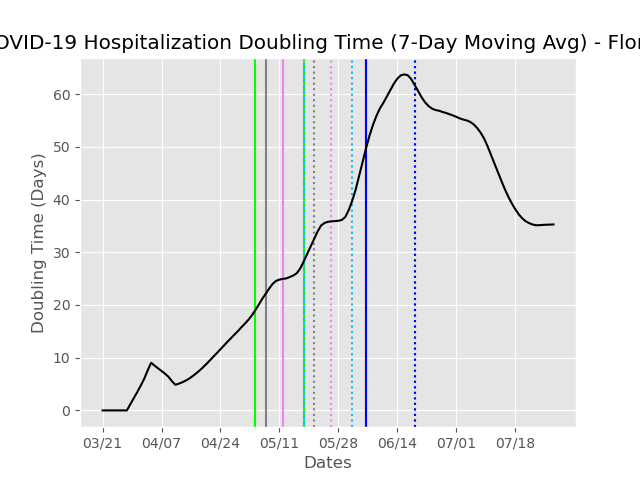 OVID-19 Hospitalization Doubling Time (7-Day Moving Avg) - Flor
60
50
40
30
20
10
0
Doubling Time (Days)
03/21 04/07 04/24 05/11 05/28 06/14 07/01 07/18
Dates